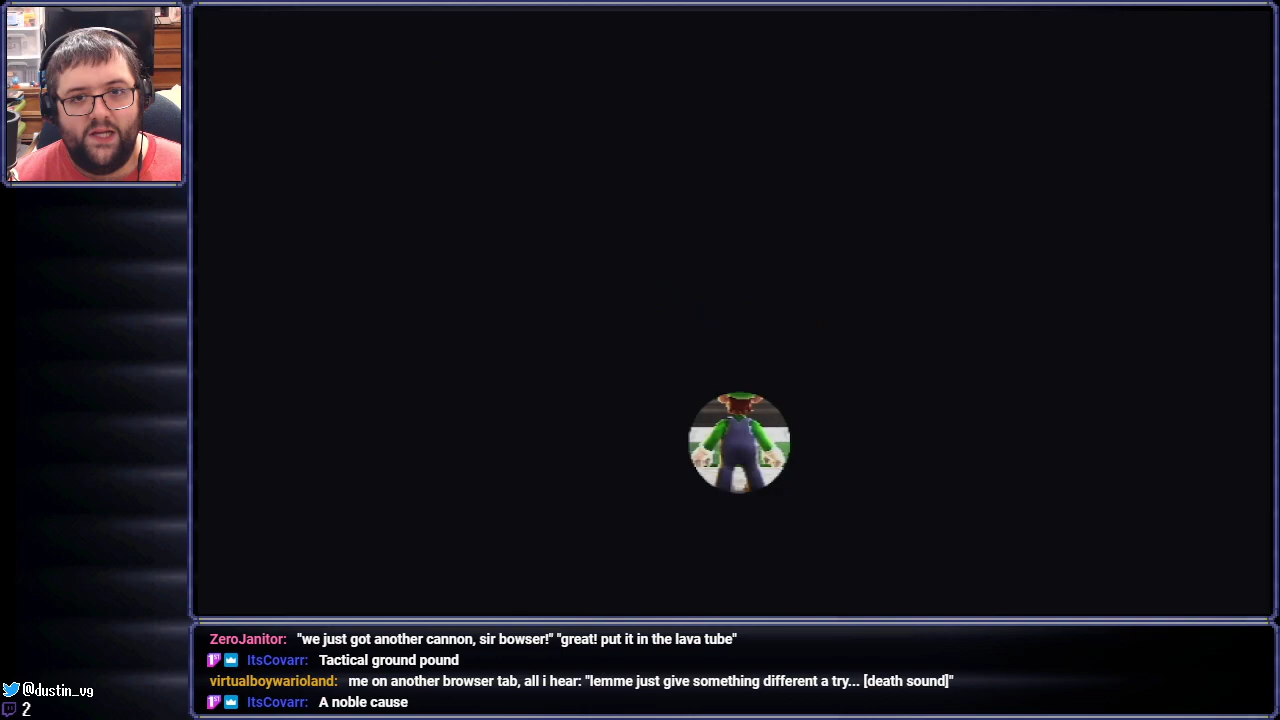 ZeroJanitor: "we just got another cannon, sir bowser!" "great! put it in the lava tube"
1ST ItsCovarr: Tactical ground pound
virtualboywarioland: me on another browser tab, all i hear: "lemme just give something different a try... [death sound]"
1ST ItsCovarr: A noble cause
@dustin_vg
2